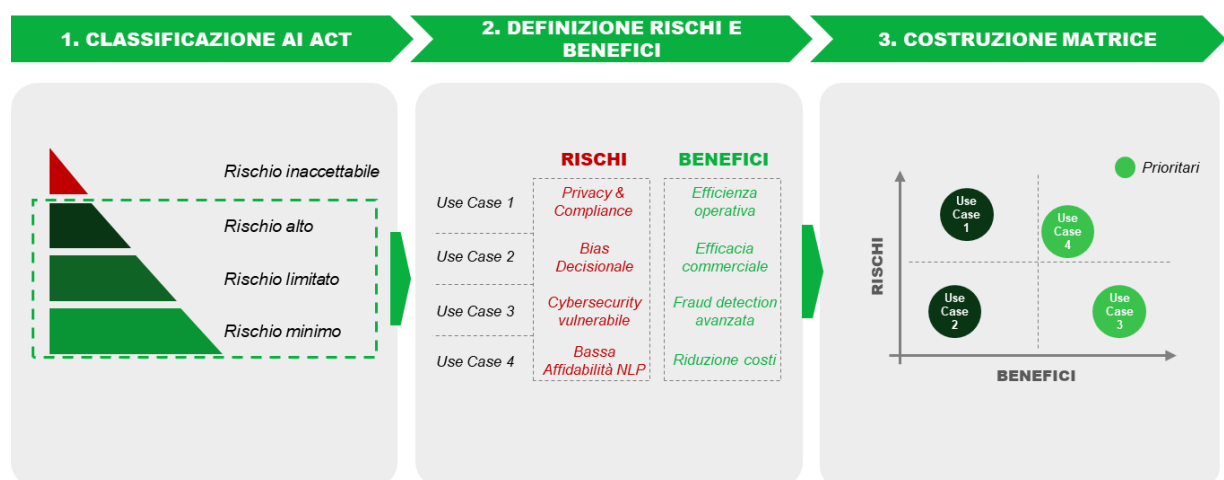 1. CLASSIFICAZIONE AI ACT
2. DEFINIZIONE RISCHI E
BENEFICI
3. COSTRUZIONE MATRICE
Rischio inaccettabile
Rischio alto
Rischio limitato
Rischio minimo
RISCHI
BENEFICI
Use Case 1
Privacy &
Compliance
Efficienza
operativa
Use Case 2
Bias
Decisionale
Efficacia
commerciale
Use Case 3
Cybersecurity
vulnerabile
Fraud detection
avanzata
Use Case 4
Bassa
Affidabilità NLP
Riduzione costi
Prioritari
RISCHI
Use
Case
1
Use
Case
4
Use
Case
2
Use
Case
3
BENEFICI